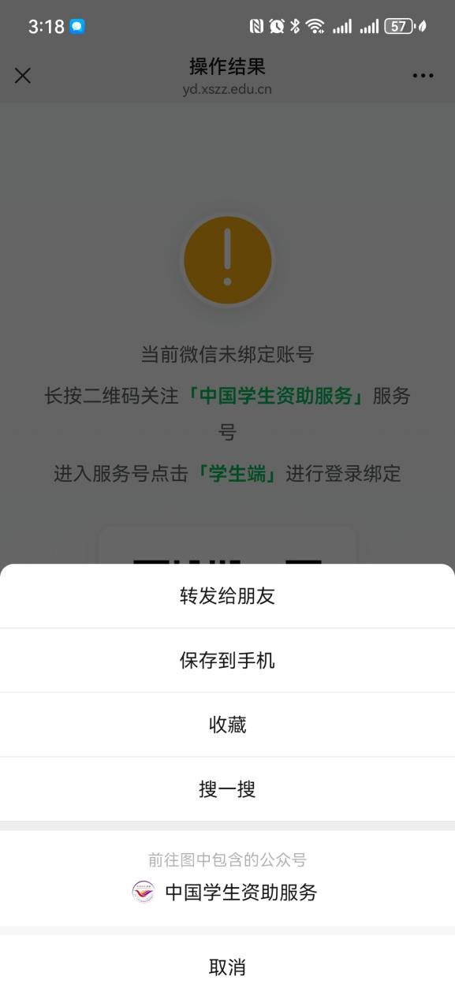 3:18
57
操作结果
yd.xszz.edu.cn
当前微信未绑定账号
长按二维码关注「中国学生资助服务」服务
号
进入服务号点击「学生端」进行登录绑定
转发给朋友
保存到手机
收藏
搜一搜
前往图中包含的公众号
中国学生资助服务
取消